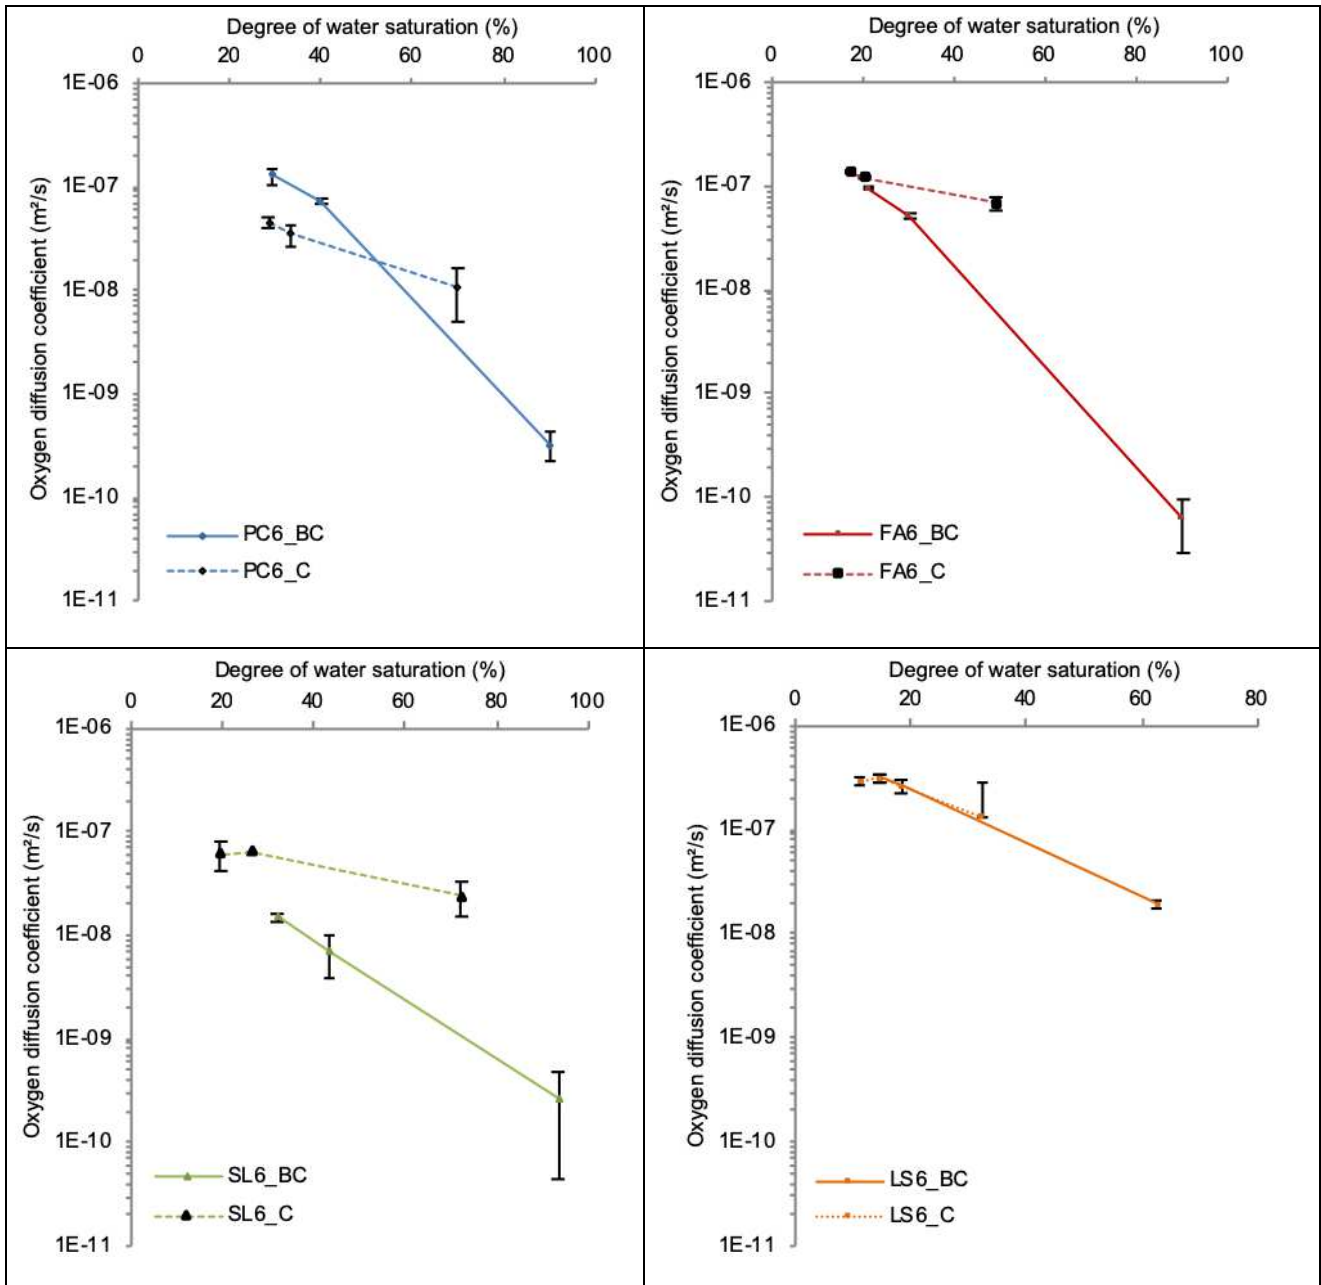 Degree of water saturation (%)
0 20 40 60 80 100
1E-06
1E-07
1E-08
1E-09
1E-10
1E-11
Oxygen diffusion coefficient (m²/s)
PC6_BC
PC6_C
Degree of water saturation (%)
0 20 40 60 80 100
1E-06
1E-07
1E-08
1E-09
1E-10
1E-11
Oxygen diffusion coefficient (m²/s)
FA6_BC
FA6_C
Degree of water saturation (%)
0 20 40 60 80 100
1E-06
1E-07
1E-08
1E-09
1E-10
1E-11
Oxygen diffusion coefficient (m²/s)
SL6_BC
SL6_C
Degree of water saturation (%)
0 20 40 60 80
1E-06
1E-07
1E-08
1E-09
1E-10
1E-11
Oxygen diffusion coefficient (m²/s)
LS6_BC
LS6_C